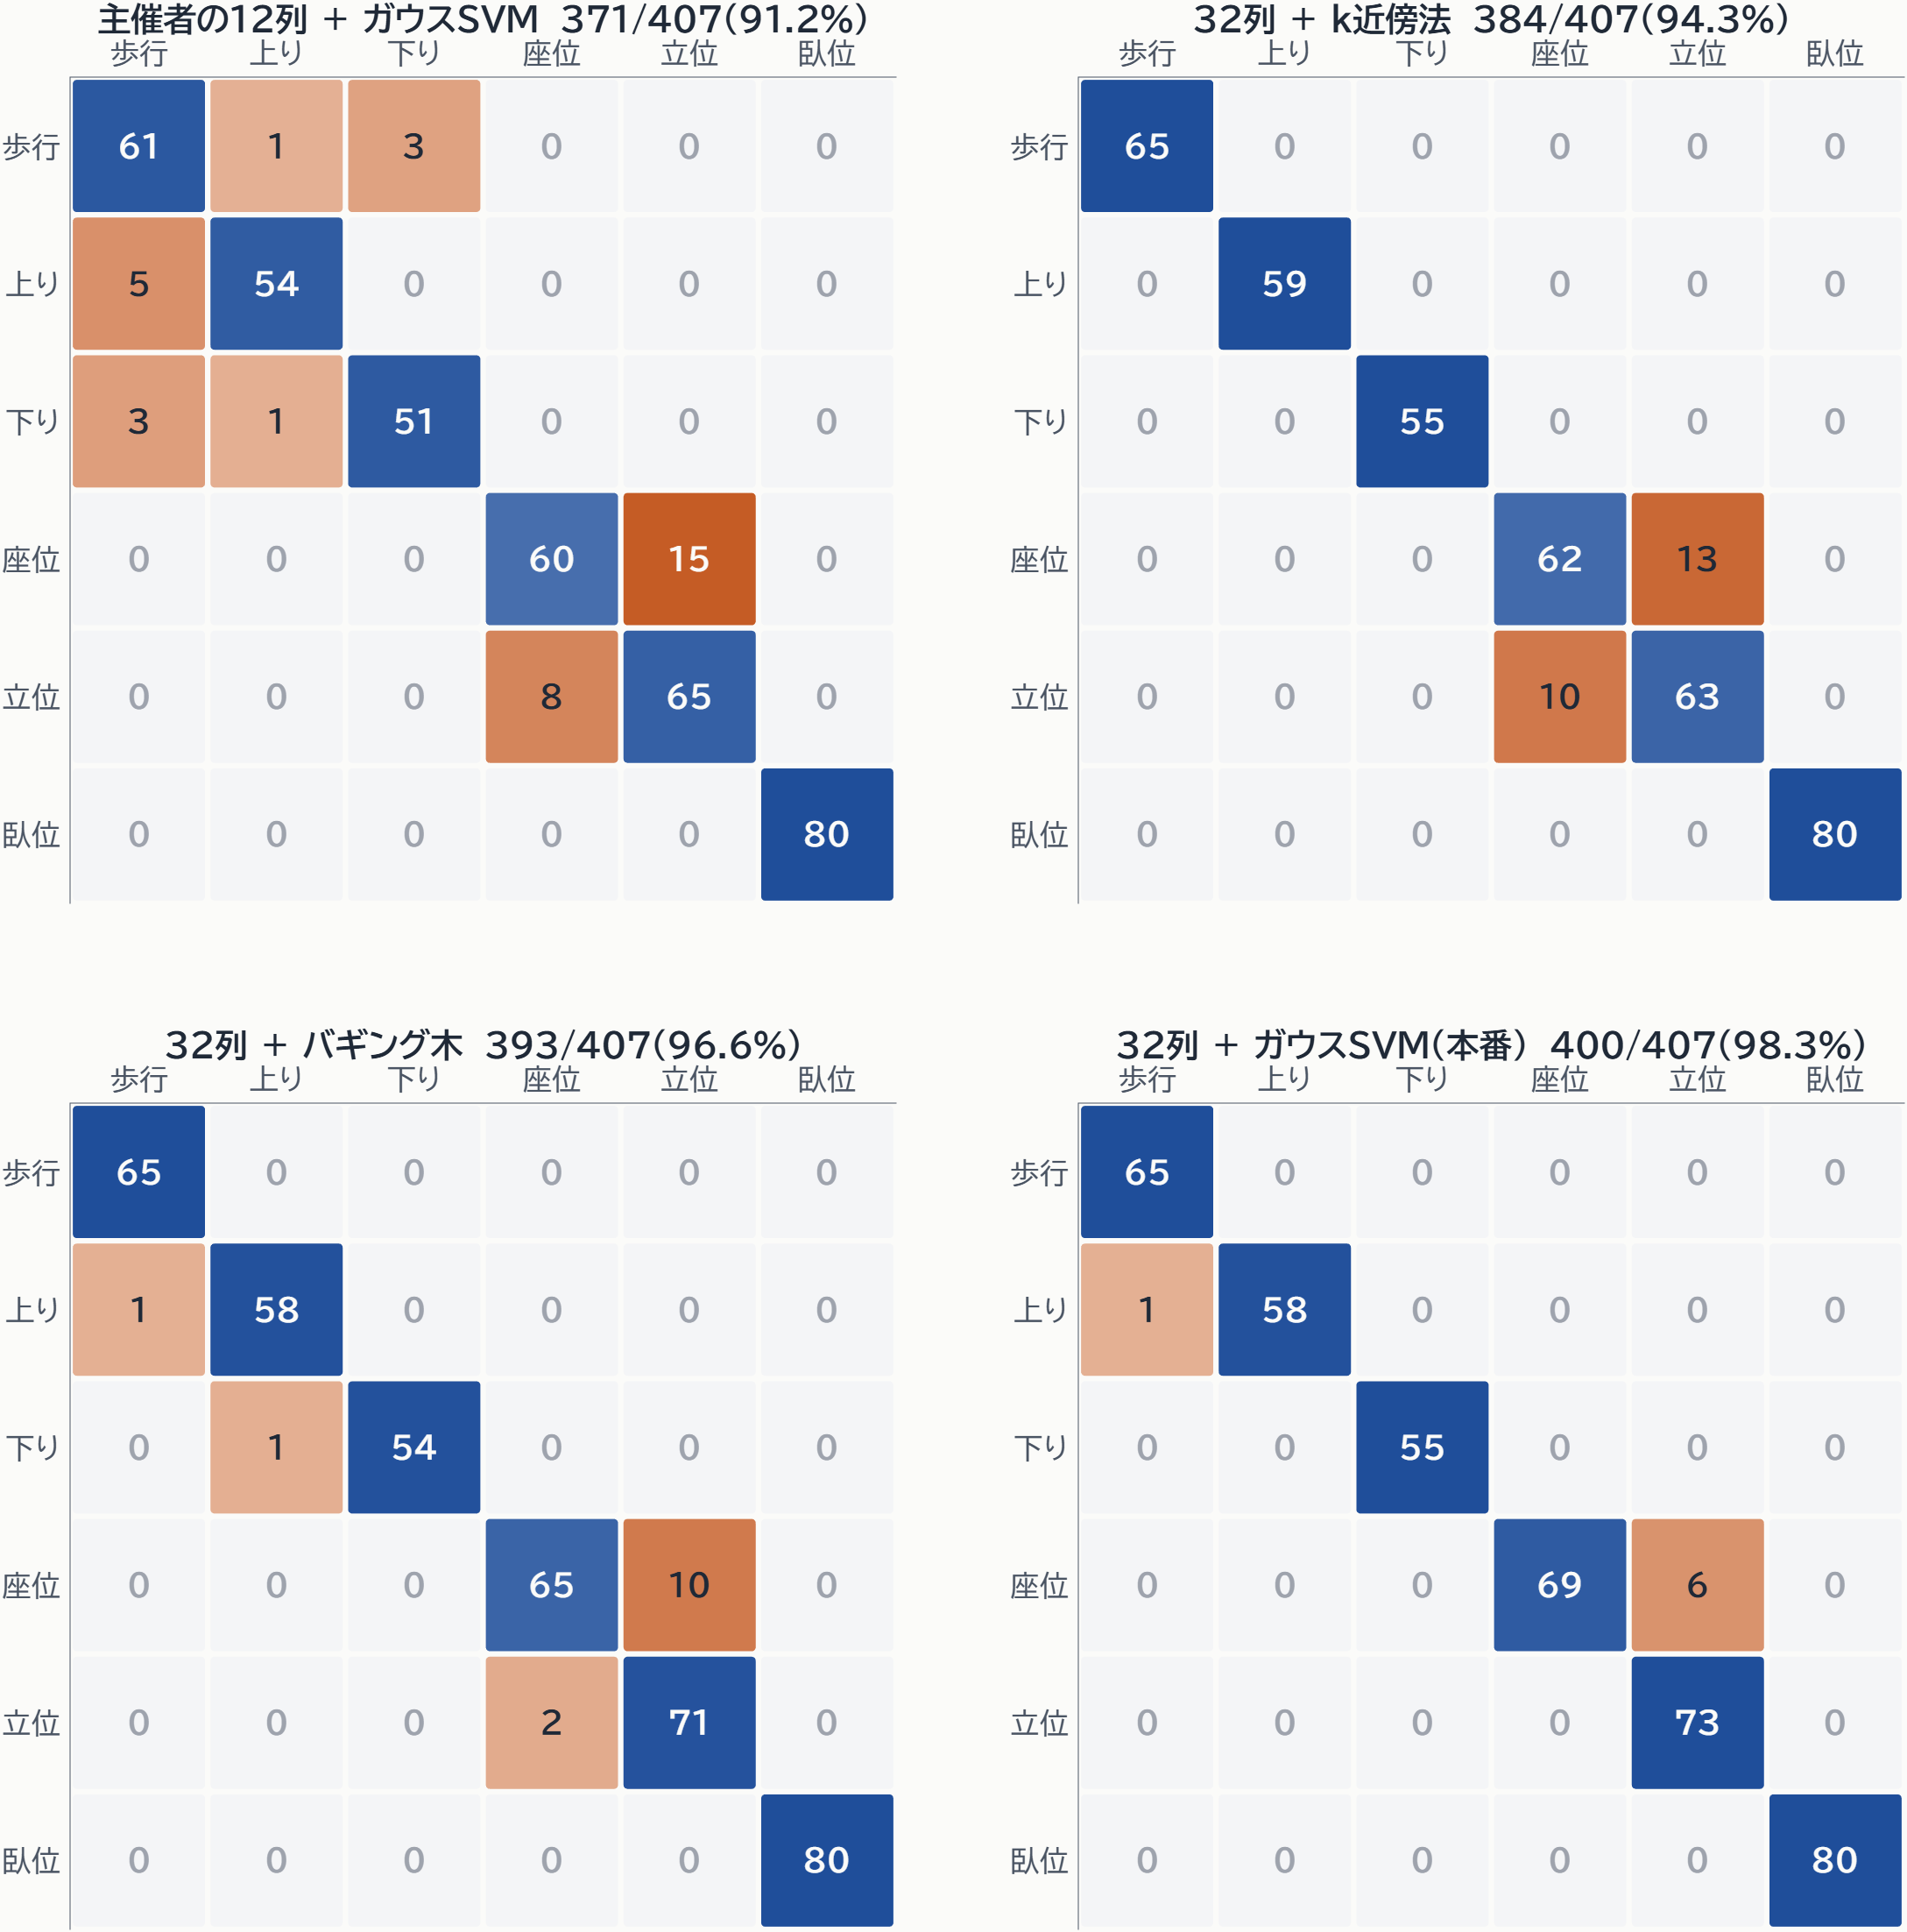 主催者の12列 + ガウスSVM 371/407(91.2%)
歩行 上り 下り 座位 立位 臥位
歩行 61 1 3 0 0 0
上り 5 54 0 0 0 0
下り 3 1 51 0 0 0
座位 0 0 0 60 15 0
立位 0 0 0 8 65 0
臥位 0 0 0 0 0 80
32列 + k近傍法 384/407(94.3%)
歩行 上り 下り 座位 立位 臥位
歩行 65 0 0 0 0 0
上り 0 59 0 0 0 0
下り 0 0 55 0 0 0
座位 0 0 0 62 13 0
立位 0 0 0 10 63 0
臥位 0 0 0 0 0 80
32列 + バギング木 393/407(96.6%)
歩行 上り 下り 座位 立位 臥位
歩行 65 0 0 0 0 0
上り 1 58 0 0 0 0
下り 0 1 54 0 0 0
座位 0 0 0 65 10 0
立位 0 0 0 2 71 0
臥位 0 0 0 0 0 80
32列 + ガウスSVM(本番) 400/407(98.3%)
歩行 上り 下り 座位 立位 臥位
歩行 65 0 0 0 0 0
上り 1 58 0 0 0 0
下り 0 0 55 0 0 0
座位 0 0 0 69 6 0
立位 0 0 0 0 73 0
臥位 0 0 0 0 0 80